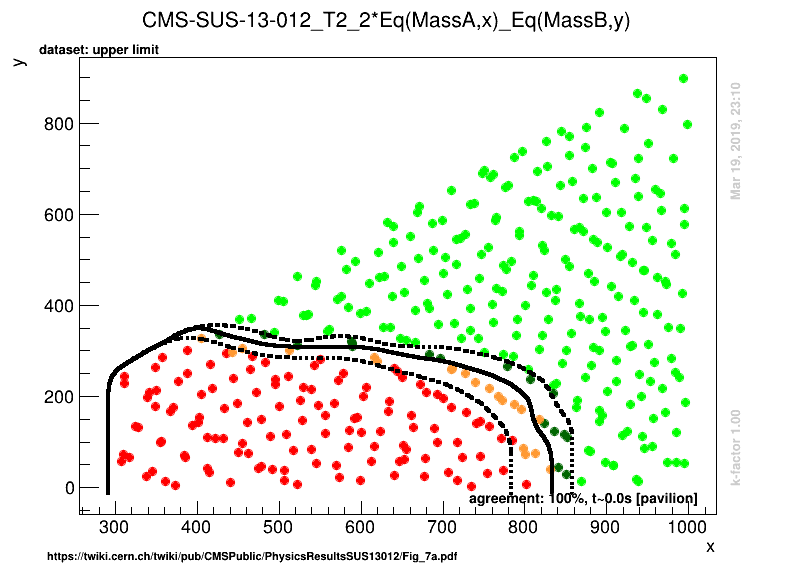 CMS-SUS-13-012_T2_2*Eq(MassA,x)_Eq(MassB,y)
dataset: upper limit
y
800
600
400
200
0
300 400 500 600 700 800 900 1000
x
agreement: 100%, t~0.0s [pavilion]
Mar 19, 2019, 23:10
k-factor 1.00
https://twiki.cern.ch/twiki/pub/CMSPublic/PhysicsResultsSUS13012/Fig_7a.pdf